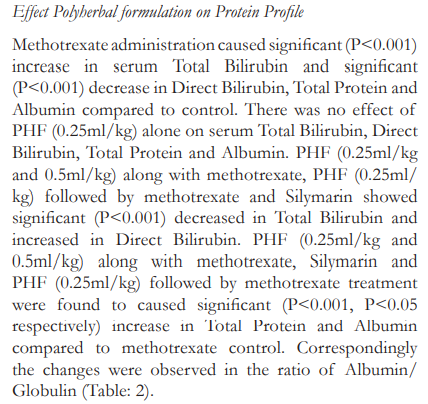 Effect Polyherbal formulation on Protein Profile
Methotrexate administration caused significant (P<0.001)
increase in serum Total Bilirubin and significant
(P<0.001) decrease in Direct Bilirubin, Total Protein and
Albumin compared to control. There was no effect of
PHF (0.25ml/kg) alone on serum Total Bilirubin, Direct
Bilirubin, Total Protein and Albumin. PHF (0.25ml/kg
and 0.5ml/kg) along with methotrexate, PHF (0.25ml/
kg) followed by methotrexate and Silymarin showed
significant (P<0.001) decreased in Total Bilirubin and
increased in Direct Bilirubin. PHF (0.25ml/kg and
0.5ml/kg) along with methotrexate, Silymarin and
PHF (0.25ml/kg) followed by methotrexate treatment
were found to caused significant (P<0.001, P<0.05
respectively) increase in Total Protein and Albumin
compared to methotrexate control. Correspondingly
the changes were observed in the ratio of Albumin/
Globulin (Table: 2).